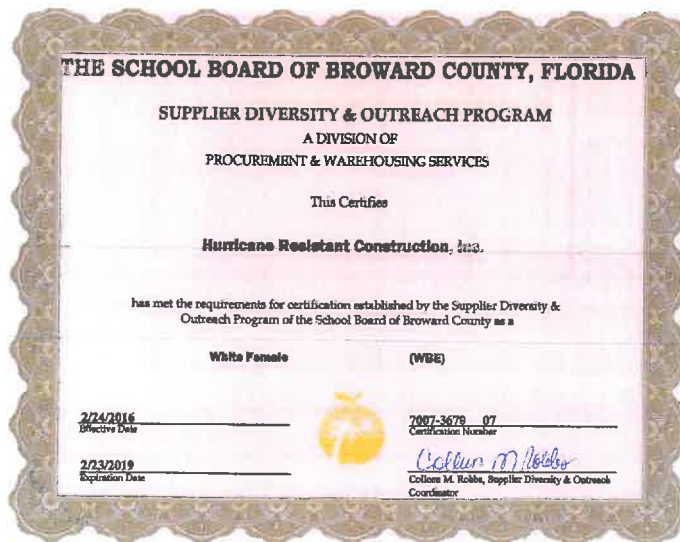 THE SCHOOL BOARD OF BROWARD COUNTY, FLORIDA
SUPPLIER DIVERSITY & OUTREACH PROGRAM
A DIVISION OF
PROCUREMENT & WAREHOUSING SERVICES
This Certifies
Hurricane Resistant Construction, Inc.
has met the requirements for certification established by the Supplier Diversity &
Outreach Program of the School Board of Broward County as a
White Female (WBE)
2/24/2016
Effective Date
7007-3679 07
Certification Number
2/23/2019
Expiration Date
Colleen M Robbs
Colleen M. Robbs, Supplier Diversity & Outreach
Coordinator